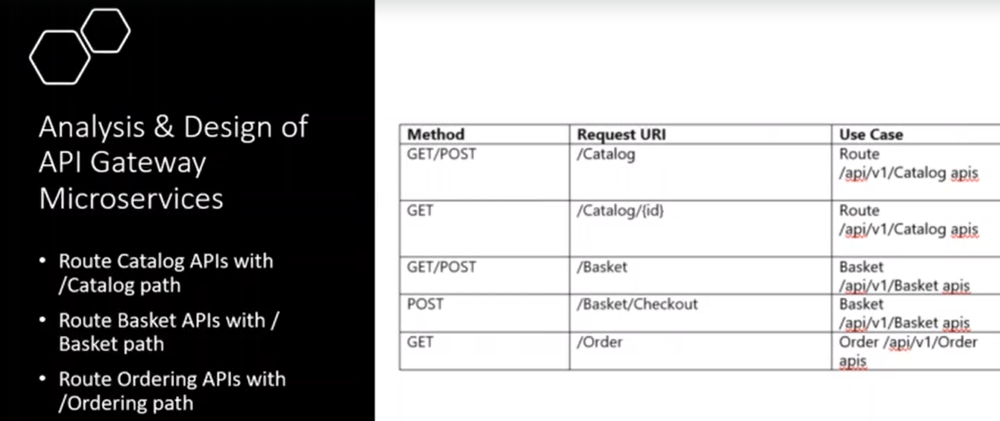 Analysis & Design of
API Gateway
Microservices
• Route Catalog APIs with
/Catalog path
• Route Basket APIs with /
Basket path
• Route Ordering APIs with
/Ordering path
Method Request URI Use Case
GET/POST /Catalog Route
/api/v1/Catalog apis
GET /Catalog/{id} Route
/api/v1/Catalog apis
GET/POST /Basket Basket
/api/v1/Basket apis
POST /Basket/Checkout Basket
/api/v1/Basket apis
GET /Order Order /api/v1/Order
apis